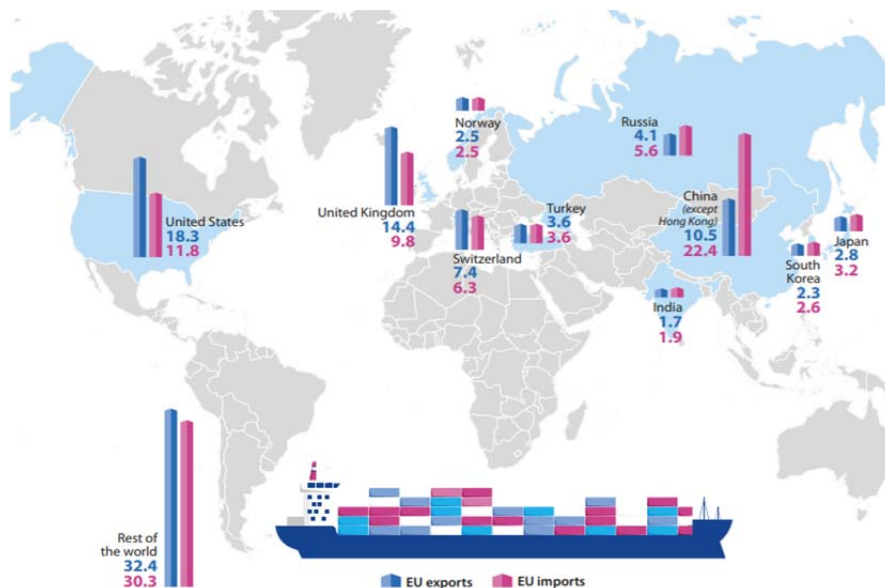 Norway
2.5
2.5
Russia
4.1
5.6
United States
18.3
11.8
United Kingdom
14.4
9.8
Switzerland
7.4
6.3
Turkey
3.6
3.6
China
(except
Hong Kong)
10.5
22.4
Japan
2.8
3.2
South
Korea
2.3
2.6
India
1.7
1.9
Rest of
the world
32.4
30.3
EU exports
EU imports